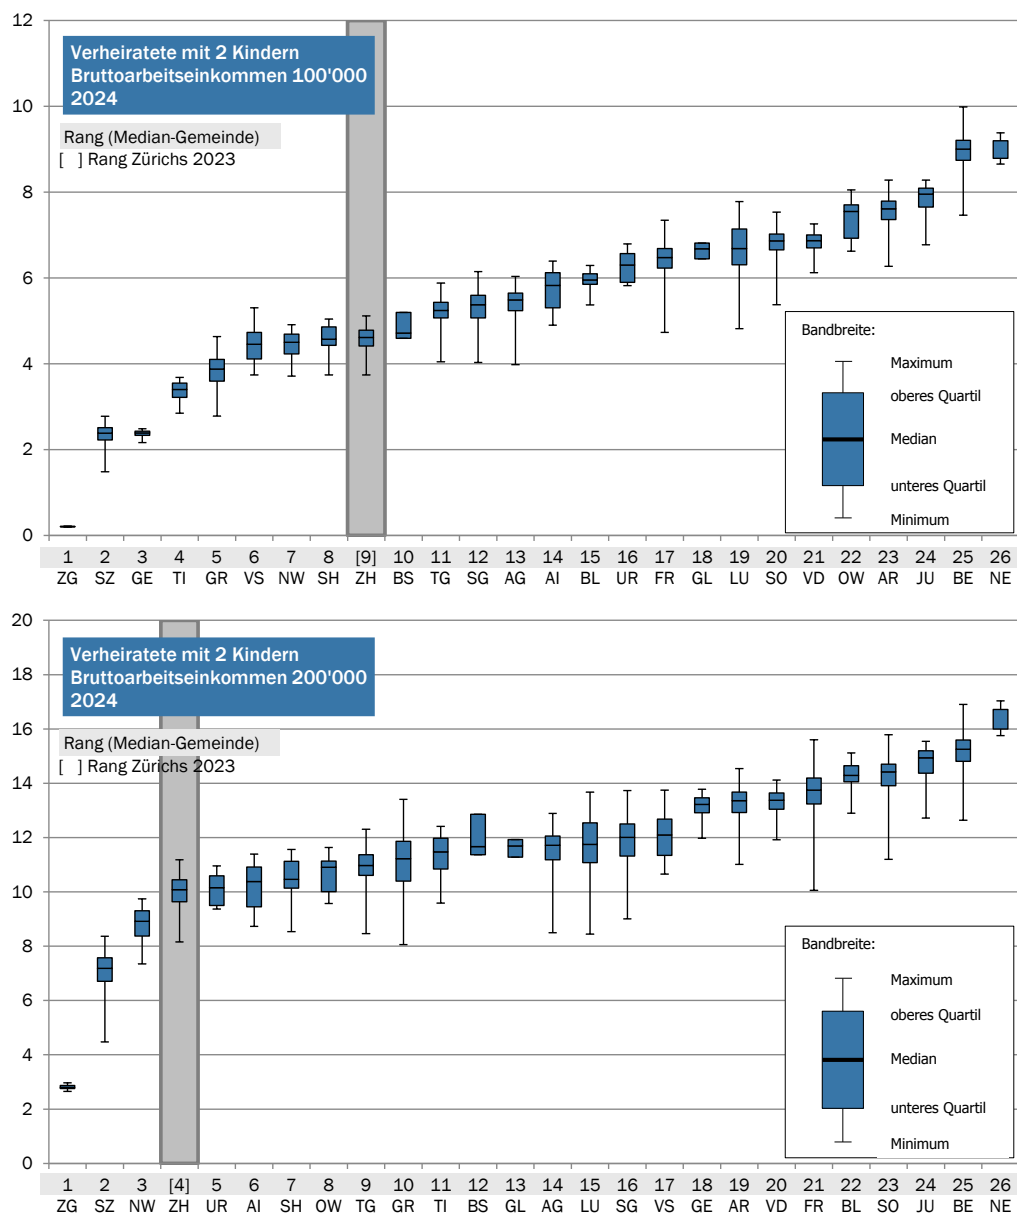 12
10
8
6
4
2
0
Verheiratete mit 2 Kindern
Bruttoarbeitseinkommen 100'000
2024
Rang (Median-Gemeinde)
[ ] Rang Zürichs 2023
Bandbreite:
Maximum
oberes Quartil
Median
unteres Quartil
Minimum
1 2 3 4 5 6 7 8 [9] 10 11 12 13 14 15 16 17 18 19 20 21 22 23 24 25 26
ZG SZ GE TI GR VS NW SH ZH BS TG SG AG AI BL UR FR GL LU SO VD OW AR JU BE NE
20
18
16
14
12
10
8
6
4
2
0
Verheiratete mit 2 Kindern
Bruttoarbeitseinkommen 200'000
2024
Rang (Median-Gemeinde)
[ ] Rang Zürichs 2023
Bandbreite:
Maximum
oberes Quartil
Median
unteres Quartil
Minimum
1 2 3 [4] 5 6 7 8 9 10 11 12 13 14 15 16 17 18 19 20 21 22 23 24 25 26
ZG SZ NW ZH UR AI SH OW TG GR TI BS GL AG LU SG VS GE AR VD FR BL SO JU BE NE